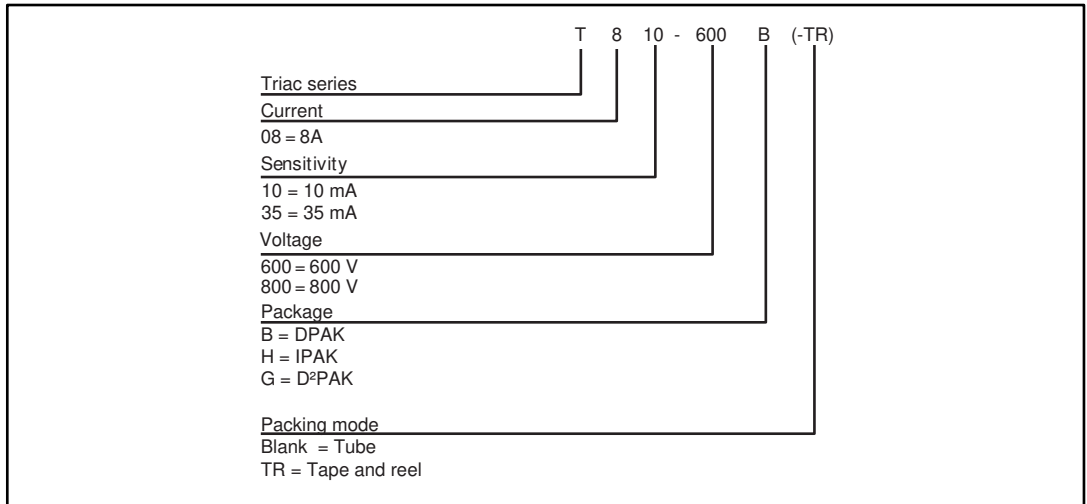 T 8 10 - 600 B (-TR)
Triac series
Current
08 = 8A
Sensitivity
10 = 10 mA
35 = 35 mA
Voltage
600 = 600 V
800 = 800 V
Package
B = DPAK
H = IPAK
G = D²PAK
Packing mode
Blank = Tube
TR = Tape and reel